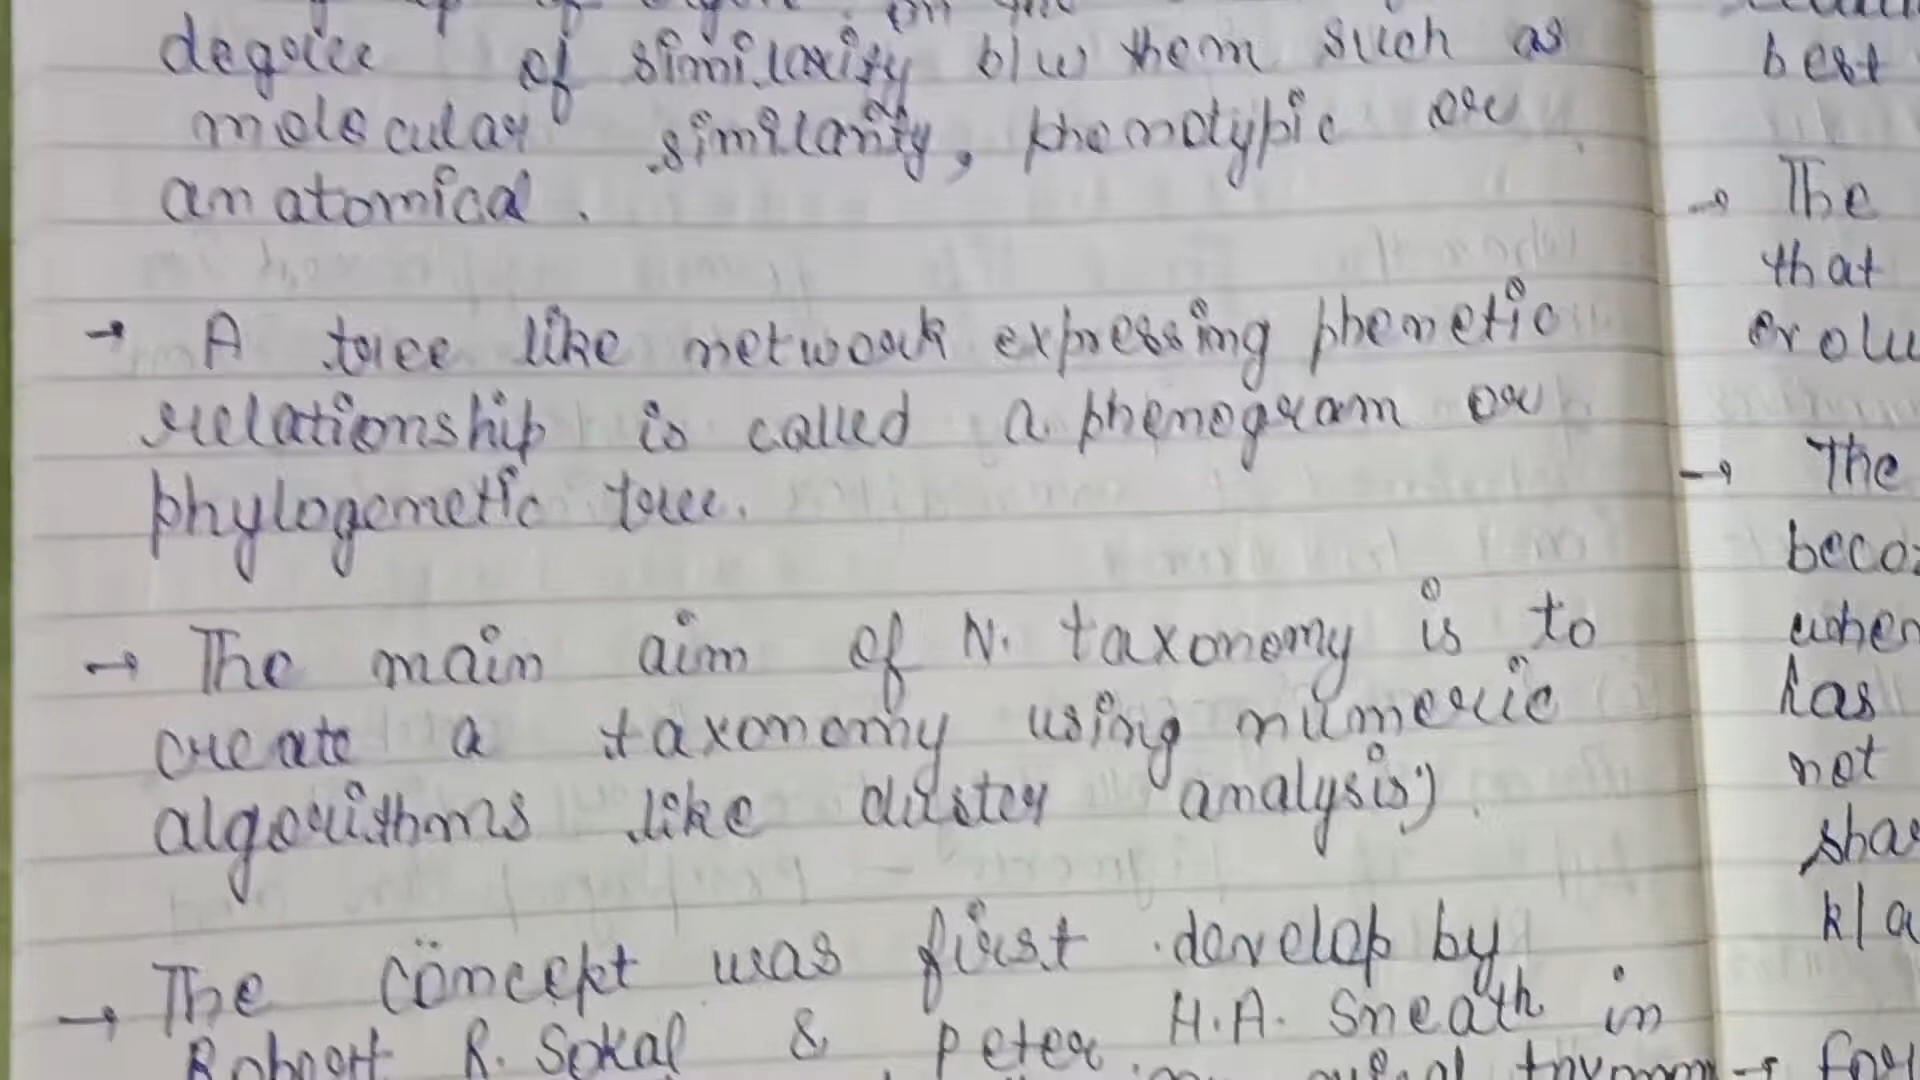 degree of similarity b/w them such as
molecular similarity, phenotypic or
anatomical.
→ A tree like network expressing phenetic
relationship is called a phenogram or
phylogenetic tree.
→ The main aim of N. taxonomy is to
create a taxonomy using numeric
algorithms like cluster analysis)
→ The concept was first develop by
Robert R. Sokal & Peter H.A. Sneath in
best
→ The
that
evolu
→ The
beco
when
has
not
shar
k/a